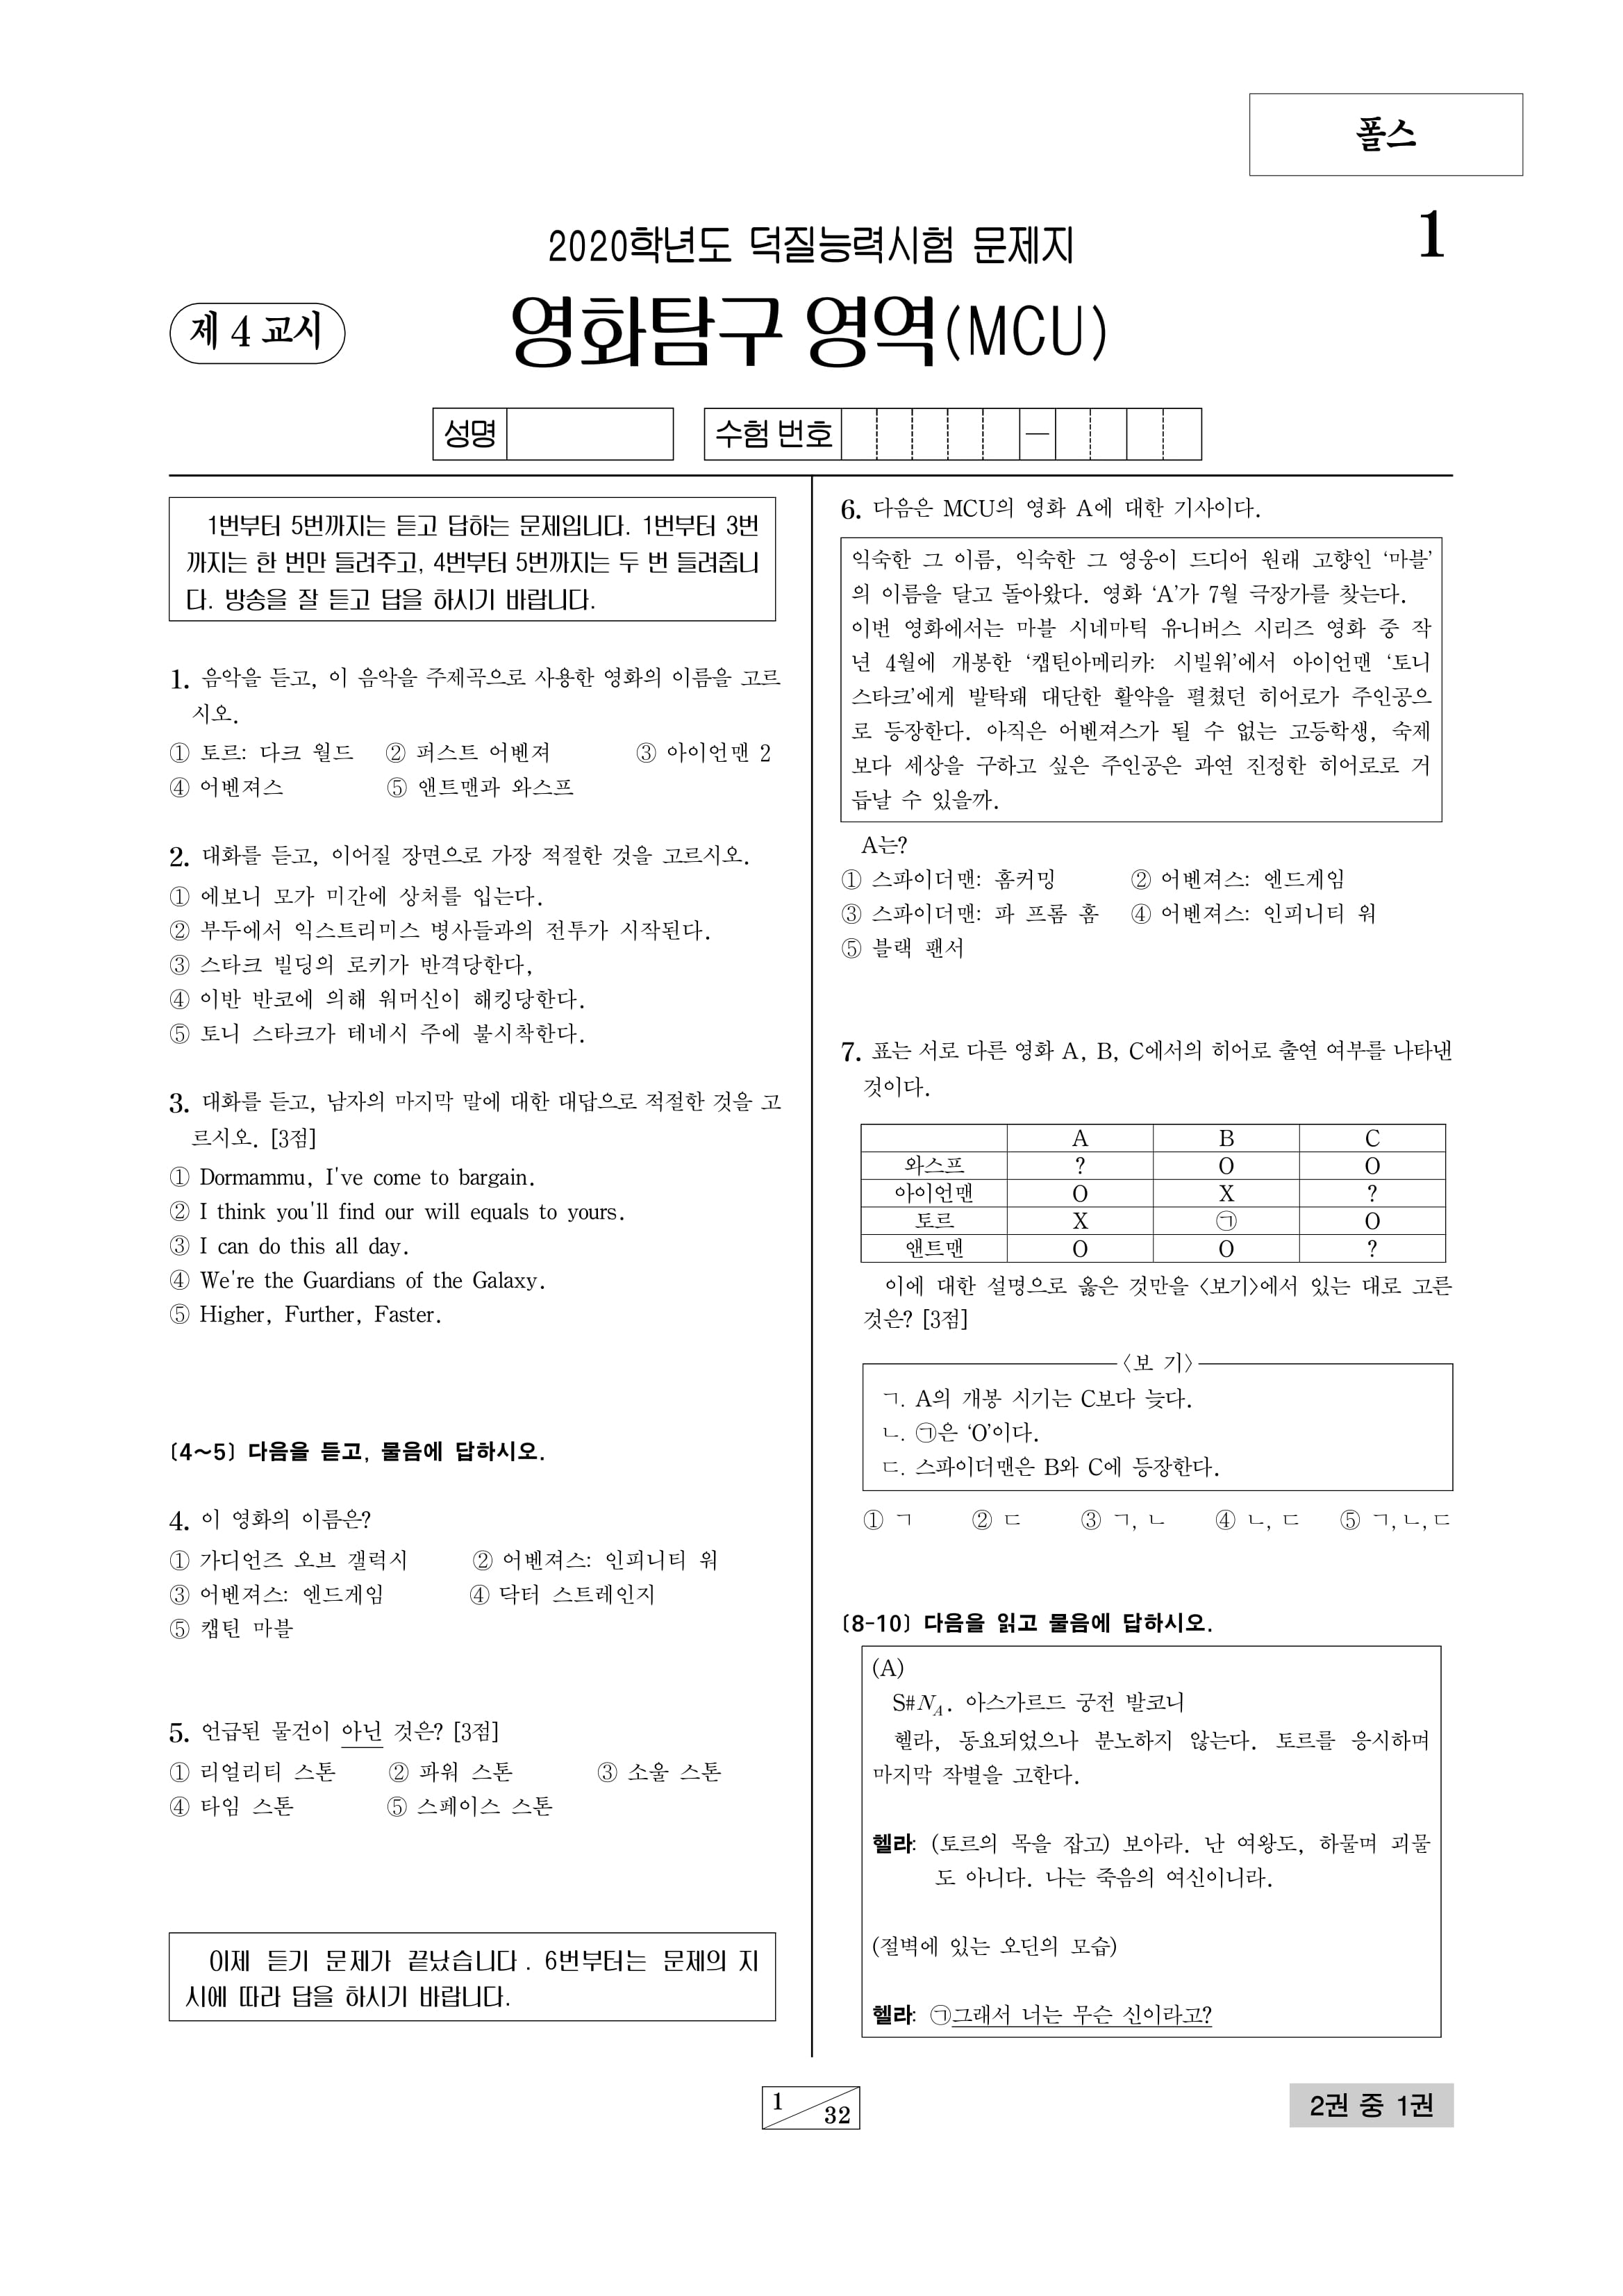 폴스
1
2020학년도 덕질능력시험 문제지
제 4 교시
영화탐구 영역(MCU)
성명
수험 번호
—
1번부터 5번까지는 듣고 답하는 문제입니다. 1번부터 3번
까지는 한 번만 들려주고, 4번부터 5번까지는 두 번 들려줍니
다. 방송을 잘 듣고 답을 하시기 바랍니다.
1. 음악을 듣고, 이 음악을 주제곡으로 사용한 영화의 이름을 고르
시오.
① 토르: 다크 월드 ② 퍼스트 어벤져 ③ 아이언맨 2
④ 어벤져스 ⑤ 앤트맨과 와스프
2. 대화를 듣고, 이어질 장면으로 가장 적절한 것을 고르시오.
① 에보니 모가 미간에 상처를 입는다.
② 부두에서 익스트리미스 병사들과의 전투가 시작된다.
③ 스타크 빌딩의 로키가 반격당한다,
④ 이반 반코에 의해 워머신이 해킹당한다.
⑤ 토니 스타크가 테네시 주에 불시착한다.
3. 대화를 듣고, 남자의 마지막 말에 대한 대답으로 적절한 것을 고
르시오. [3점]
① Dormammu, I've come to bargain.
② I think you'll find our will equals to yours.
③ I can do this all day.
④ We're the Guardians of the Galaxy.
⑤ Higher, Further, Faster.
〔4~5〕 다음을 듣고, 물음에 답하시오.
4. 이 영화의 이름은?
① 가디언즈 오브 갤럭시 ② 어벤져스: 인피니티 워
③ 어벤져스: 엔드게임 ④ 닥터 스트레인지
⑤ 캡틴 마블
5. 언급된 물건이 아닌 것은? [3점]
① 리얼리티 스톤 ② 파워 스톤 ③ 소울 스톤
④ 타임 스톤 ⑤ 스페이스 스톤
이제 듣기 문제가 끝났습니다. 6번부터는 문제의 지
시에 따라 답을 하시기 바랍니다.
6. 다음은 MCU의 영화 A에 대한 기사이다.
익숙한 그 이름, 익숙한 그 영웅이 드디어 원래 고향인 ‘마블’
의 이름을 달고 돌아왔다. 영화 ‘A’가 7월 극장가를 찾는다.
이번 영화에서는 마블 시네마틱 유니버스 시리즈 영화 중 작
년 4월에 개봉한 ‘캡틴아메리카: 시빌워’에서 아이언맨 ‘토니
스타크’에게 발탁돼 대단한 활약을 펼쳤던 히어로가 주인공으
로 등장한다. 아직은 어벤져스가 될 수 없는 고등학생, 숙제
보다 세상을 구하고 싶은 주인공은 과연 진정한 히어로로 거
듭날 수 있을까.
A는?
① 스파이더맨: 홈커밍 ② 어벤져스: 엔드게임
③ 스파이더맨: 파 프롬 홈 ④ 어벤져스: 인피니티 워
⑤ 블랙 팬서
7. 표는 서로 다른 영화 A, B, C에서의 히어로 출연 여부를 나타낸
것이다.
A B C
와스프 ? O O
아이언맨 O X ?
토르 X ㉠ O
앤트맨 O O ?
이에 대한 설명으로 옳은 것만을 〈보기〉에서 있는 대로 고른
것은? [3점]
〈보 기〉
ㄱ. A의 개봉 시기는 C보다 늦다.
ㄴ. ㉠은 ‘O’이다.
ㄷ. 스파이더맨은 B와 C에 등장한다.
① ㄱ ② ㄷ ③ ㄱ, ㄴ ④ ㄴ, ㄷ ⑤ ㄱ, ㄴ, ㄷ
〔8-10〕 다음을 읽고 물음에 답하시오.
(A)
S#N_A. 아스가르드 궁전 발코니
헬라, 동요되었으나 분노하지 않는다. 토르를 응시하며
마지막 작별을 고한다.
헬라: (토르의 목을 잡고) 보아라. 난 여왕도, 하물며 괴물
도 아니다. 나는 죽음의 여신이니라.
(절벽에 있는 오딘의 모습)
헬라: ㉠그래서 너는 무슨 신이라고?
1
32
2권 중 1권